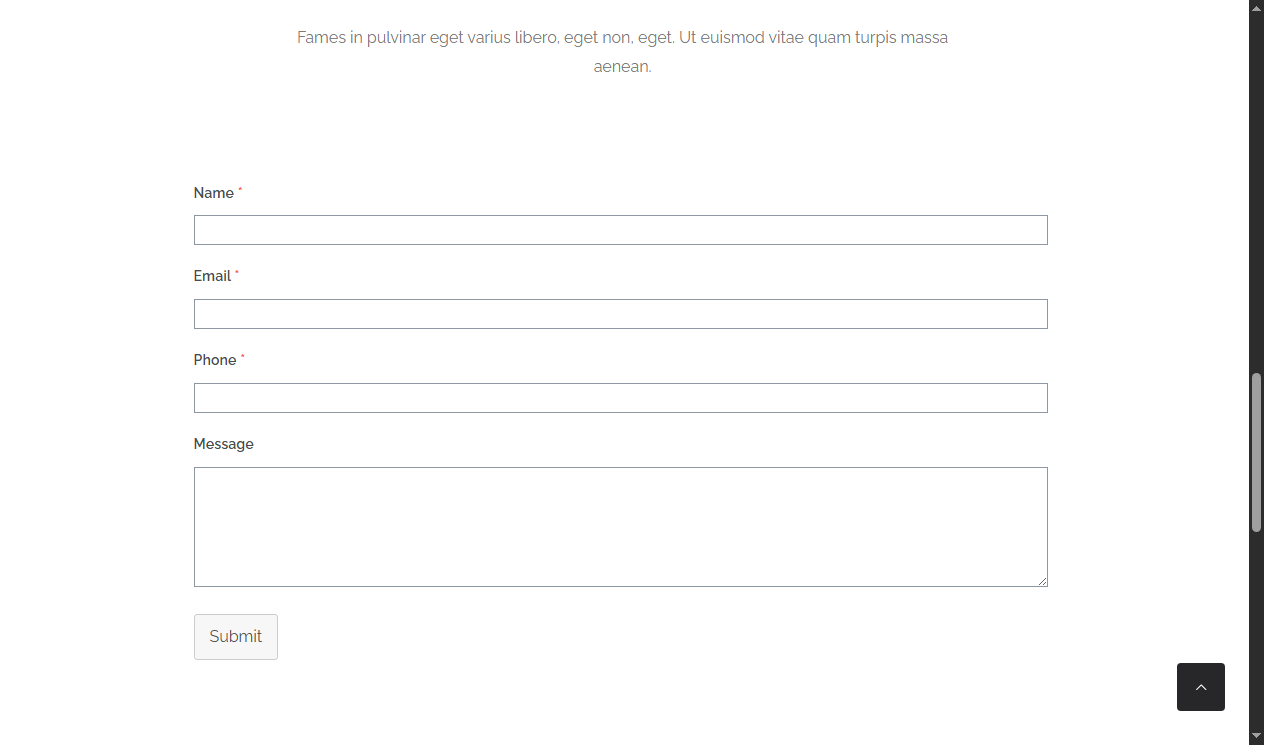 Fames in pulvinar eget varius libero, eget non, eget. Ut euismod vitae quam turpis massa
aenean.
Name *
Email *
Phone *
Message
Submit